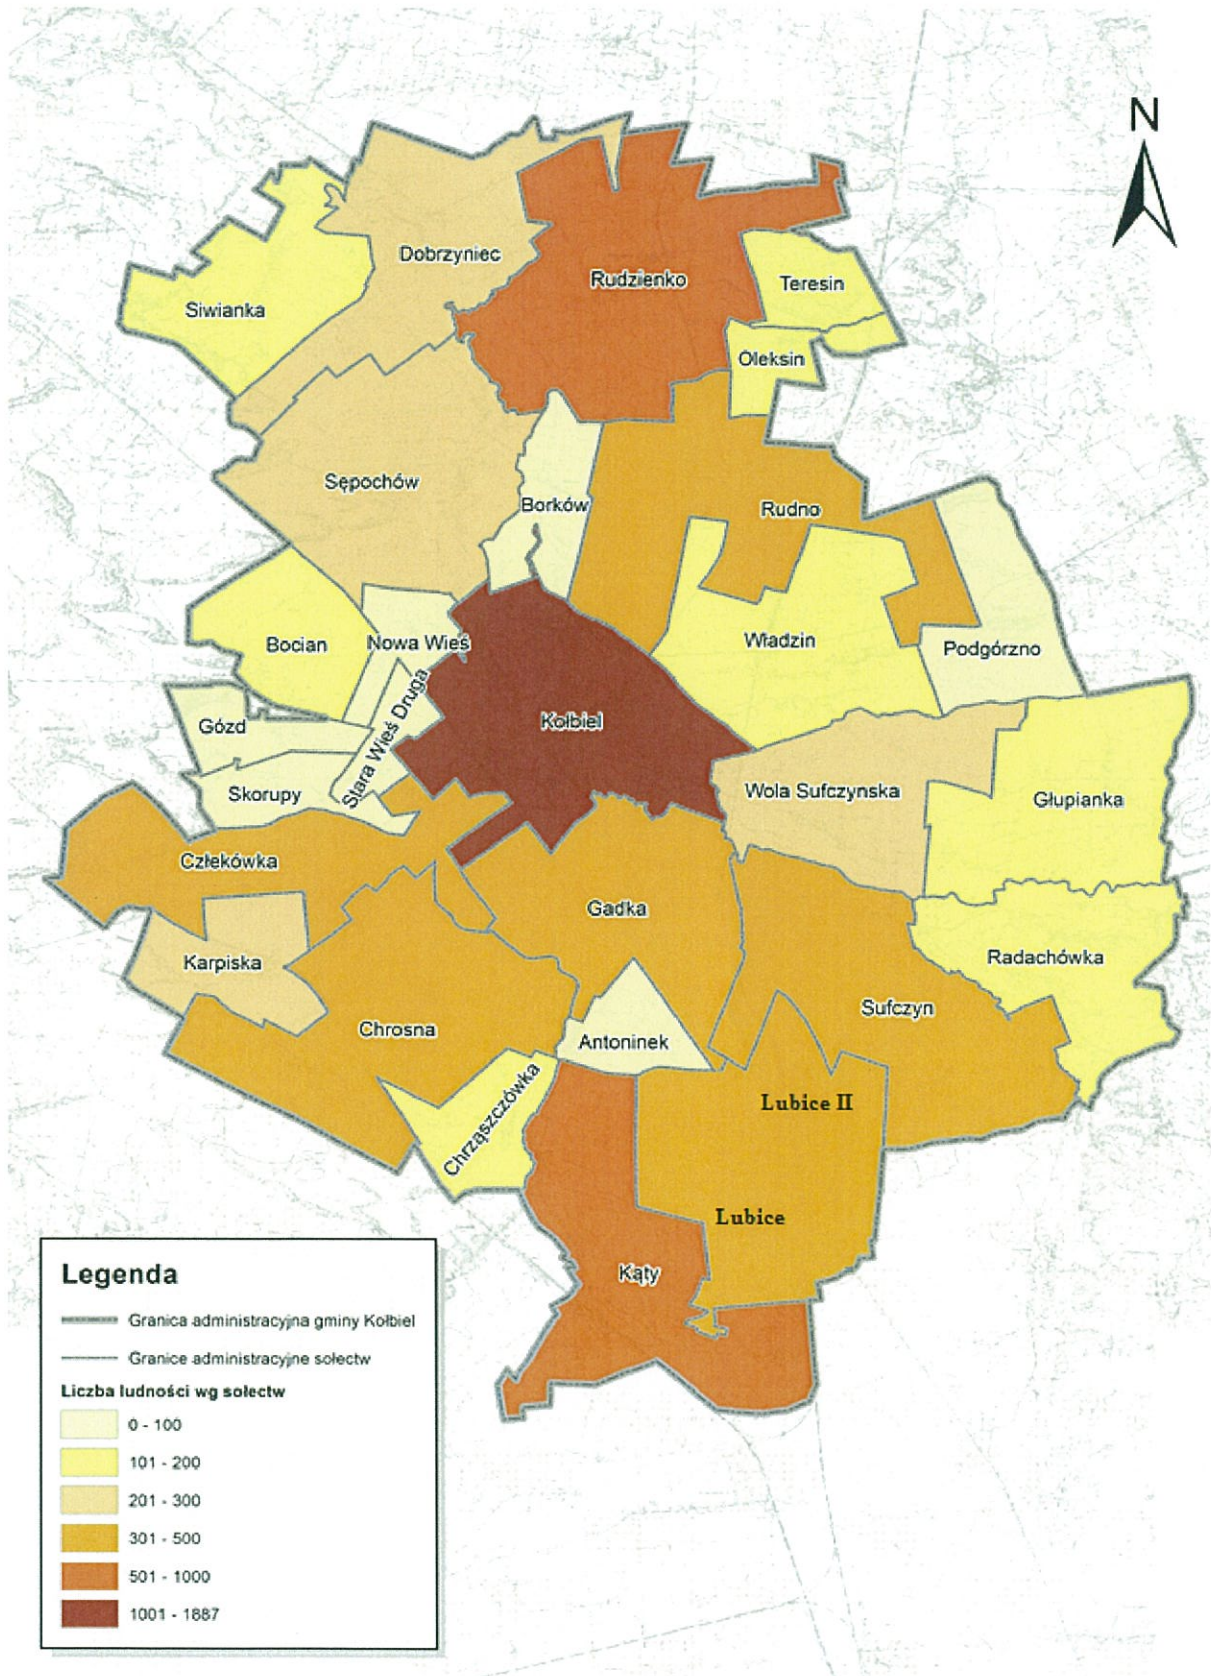 N
Dobrzyniec
Rudzienko
Teresin
Siwianka
Oleksin
Sępochów
Borków
Rudno
Bocian
Nowa Wieś
Władzin
Podgórzno
Gózd
Stara Wieś Druga
Kołbiel
Skorupy
Wola Sufczynska
Głupianka
Człekówka
Gadka
Karpiska
Radachówka
Chrosna
Antoninek
Sufczyn
Chrząszczówka
Lubice II
Lubice
Kąty
Legenda
Granica administracyjna gminy Kołbiel
Granice administracyjne sołectw
Liczba ludności wg sołectw
0 - 100
101 - 200
201 - 300
301 - 500
501 - 1000
1001 - 1887